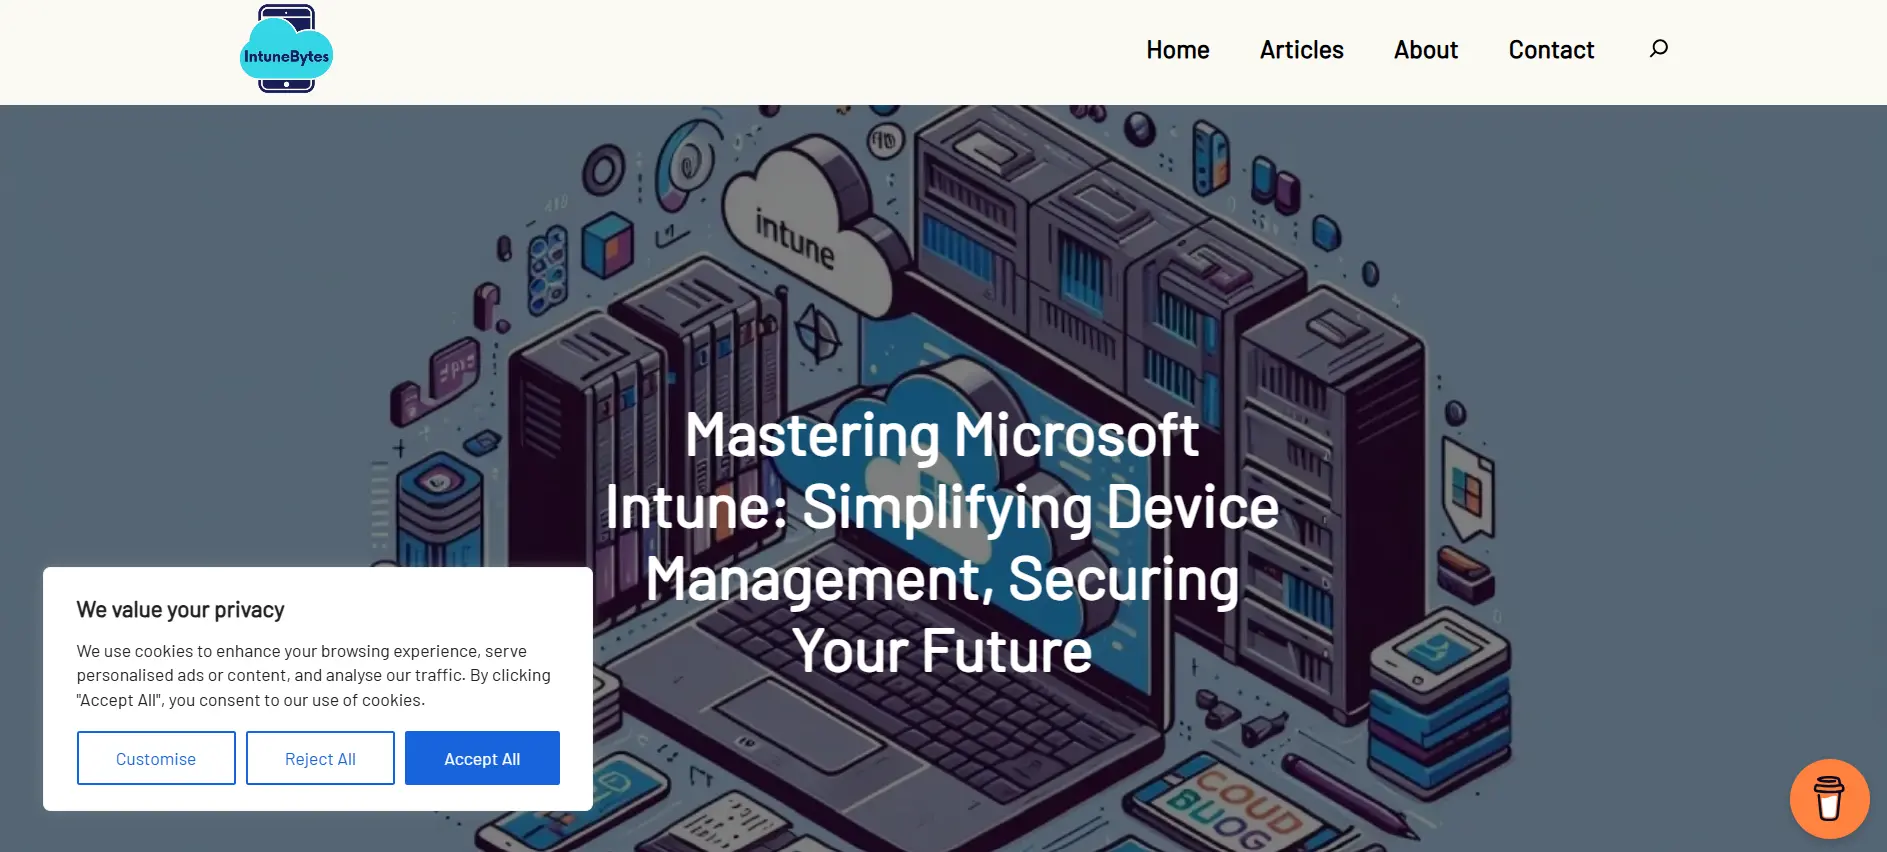 IntuneBytes
Home
Articles
About
Contact
intune
Mastering Microsoft
Intune: Simplifying Device
Management, Securing
Your Future
We value your privacy
We use cookies to enhance your browsing experience, serve
personalised ads or content, and analyse our traffic. By clicking
"Accept All", you consent to our use of cookies.
Customise
Reject All
Accept All
COUD
BUOG